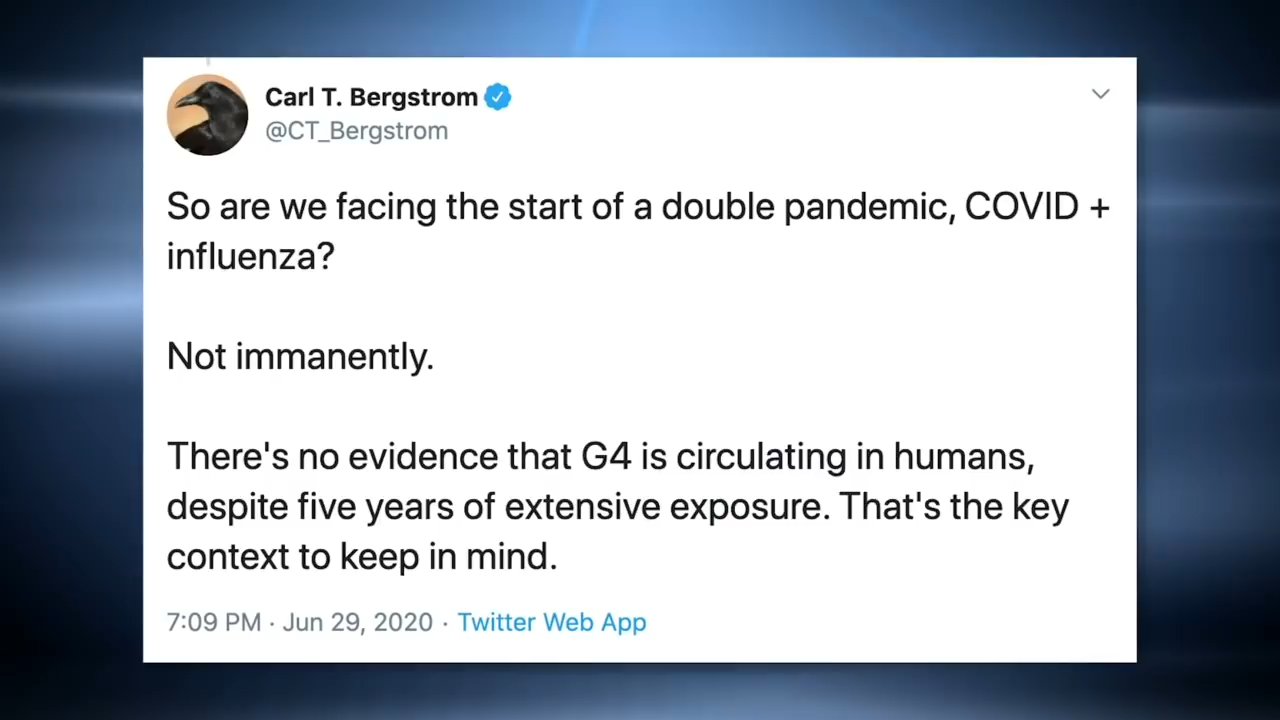 Carl T. Bergstrom
@CT_Bergstrom
So are we facing the start of a double pandemic, COVID +
influenza?
Not immanently.
There's no evidence that G4 is circulating in humans,
despite five years of extensive exposure. That's the key
context to keep in mind.
7:09 PM · Jun 29, 2020 · Twitter Web App